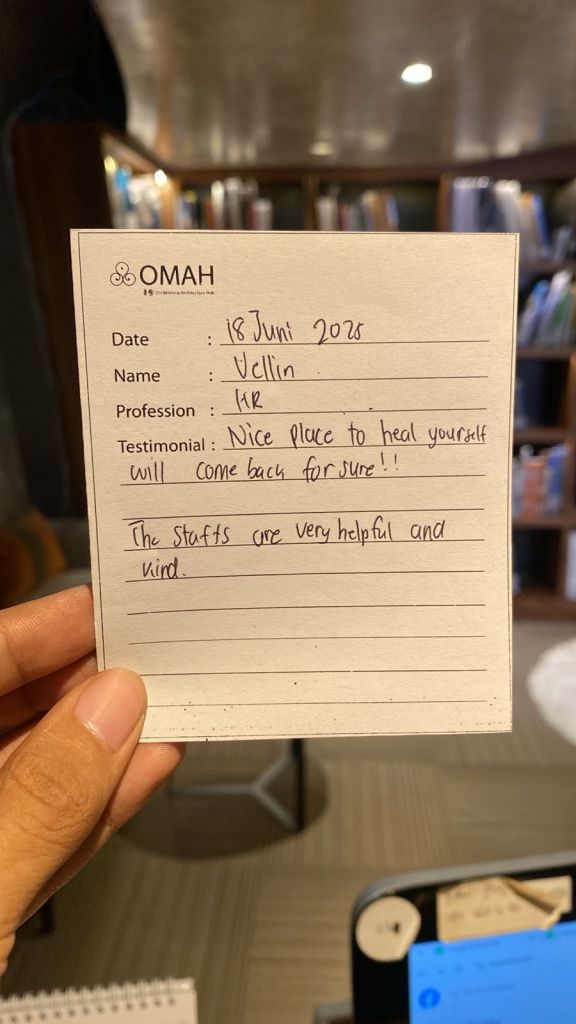 OMAH
Date : 18 Juni 2025
Name : Vellin
Profession : HR
Testimonial : Nice place to heal yourself
will come back for sure!!
The staffs are very helpful and
kind.